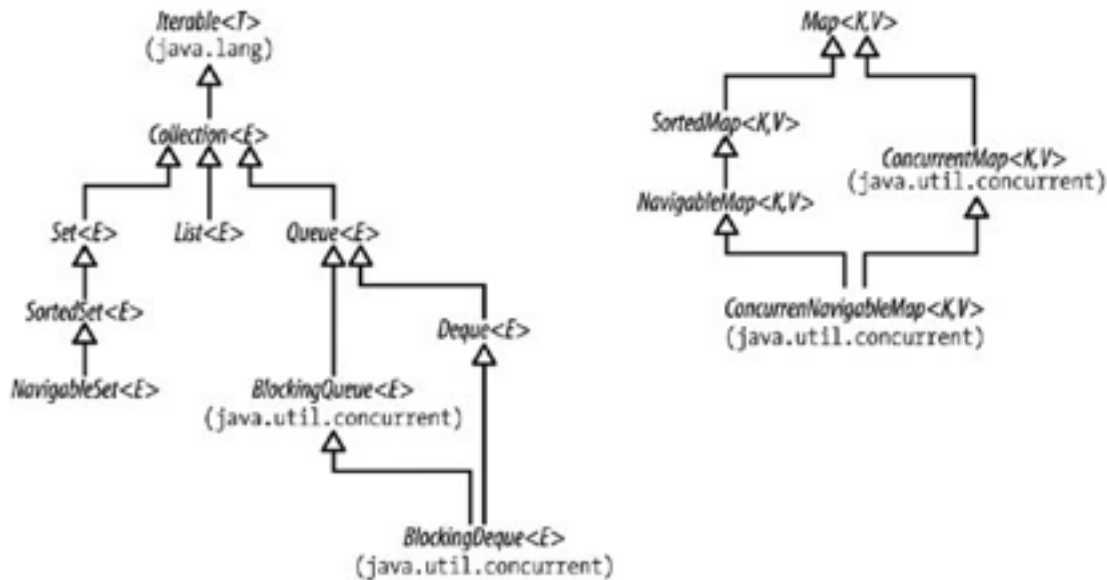 Iterable<T>
(java.lang)
Collection<E>
Set<E>
List<E>
Queue<E>
SortedSet<E>
Deque<E>
NavigableSet<E>
BlockingQueue<E>
(java.util.concurrent)
BlockingDeque<E>
(java.util.concurrent)
Map<K,V>
SortedMap<K,V>
ConcurrentMap<K,V>
(java.util.concurrent)
NavigableMap<K,V>
ConcurrenNavigableMap<K,V>
(java.util.concurrent)